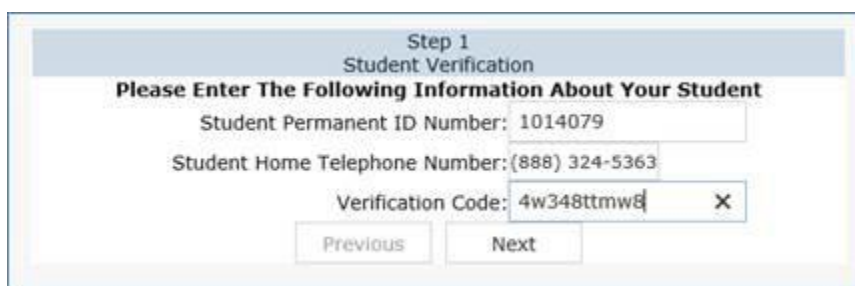 Step 1
Student Verification
Please Enter The Following Information About Your Student
Student Permanent ID Number: 1014079
Student Home Telephone Number: (888) 324-5363
Verification Code: 4w348ttmw8
Previous Next